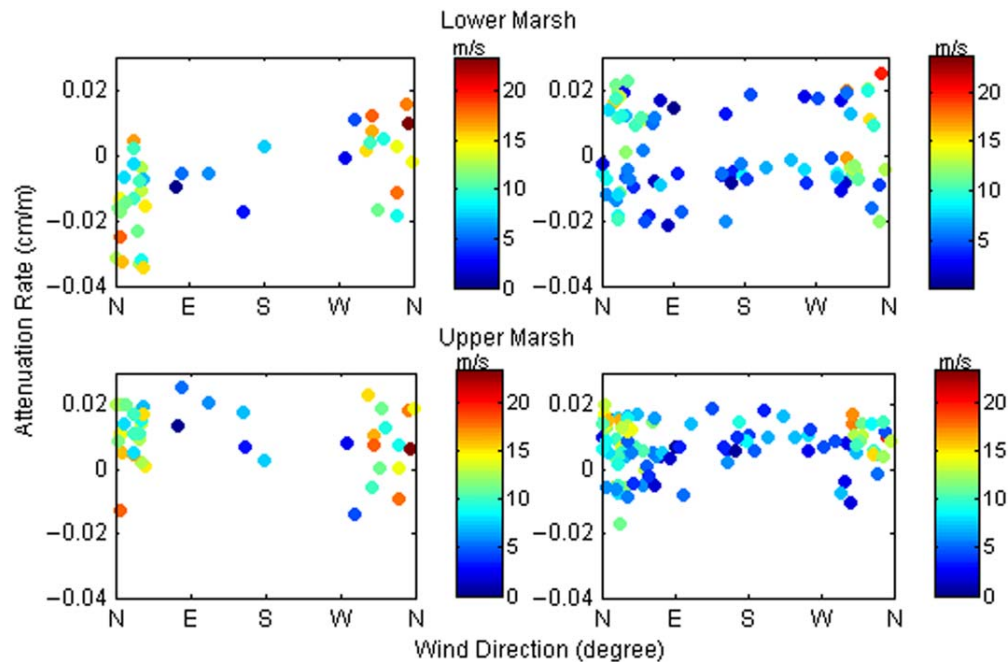 Lower Marsh
m/s
m/s
0.02
0
−0.02
−0.04
N E S W N
20
15
10
5
0
0.02
0
−0.02
−0.04
N E S W N
20
15
10
5
Upper Marsh
m/s
m/s
0.02
0
−0.02
−0.04
N E S W N
20
15
10
5
0
0.02
0
−0.02
−0.04
N E S W N
20
15
10
5
0
Attenuation Rate (cm/m)
Wind Direction (degree)